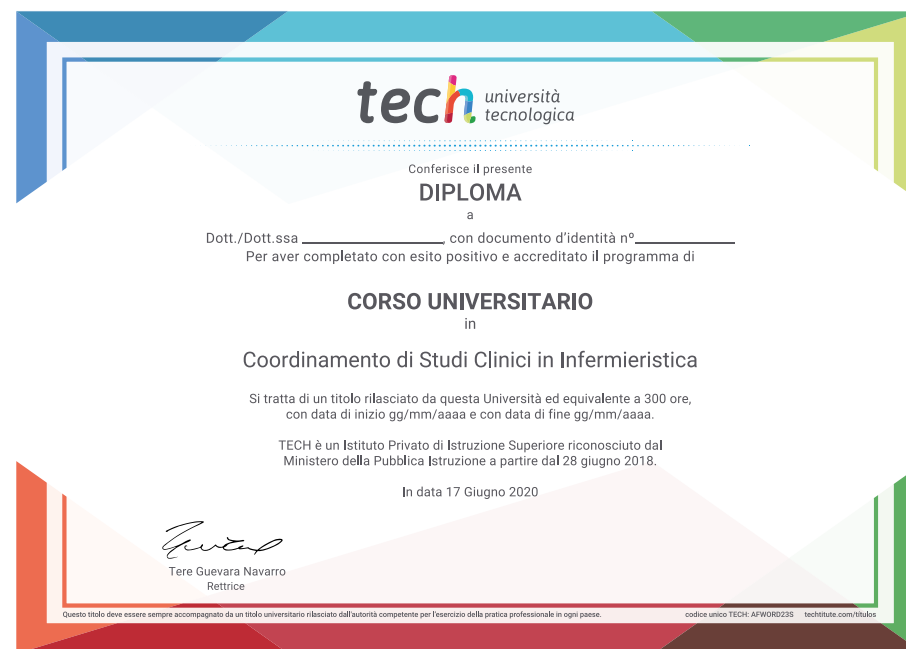 tech università
tecnologica
Conferisce il presente
DIPLOMA
a
Dott./Dott.ssa ____________________, con documento d'identità nº______________
Per aver completato con esito positivo e accreditato il programma di
CORSO UNIVERSITARIO
in
Coordinamento di Studi Clinici in Infermieristica
Si tratta di un titolo rilasciato da questa Università ed equivalente a 300 ore,
con data di inizio gg/mm/aaaa e con data di fine gg/mm/aaaa.
TECH è un Istituto Privato di Istruzione Superiore riconosciuto dal
Ministero della Pubblica Istruzione a partire dal 28 giugno 2018.
In data 17 Giugno 2020
Tere Guevara Navarro
Rettrice
Questo titolo deve essere sempre accompagnato da un titolo universitario rilasciato dall'autorità competente per l'esercizio della pratica professionale in ogni paese. codice unico TECH: AFWORD23S techtitute.com/titulos